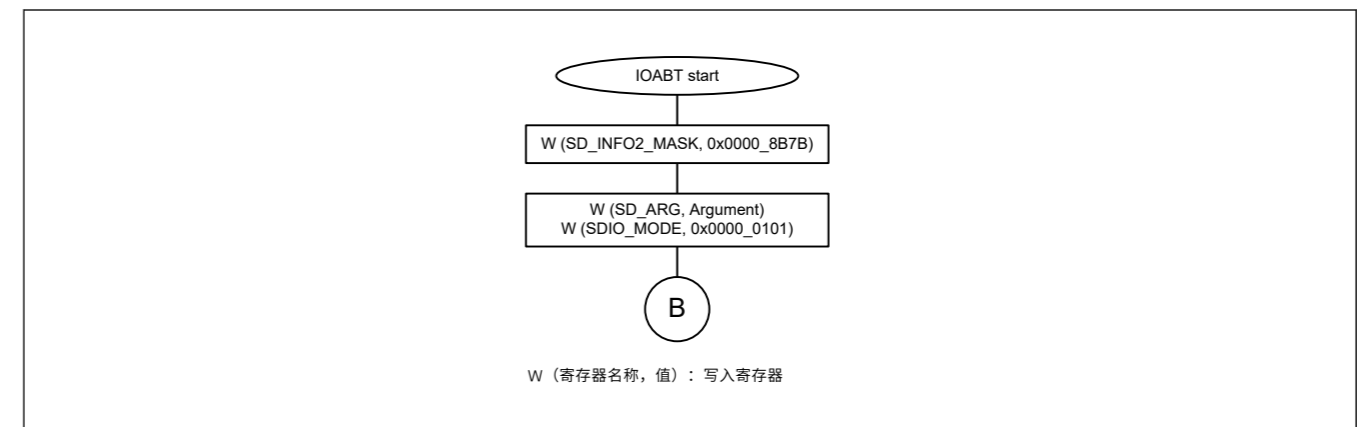 IOABT start
W (SD_INFO2_MASK, 0x0000_8B7B)
W (SD_ARG, Argument)
W (SDIO_MODE, 0x0000_0101)
B
W（寄存器名称，值）：写入寄存器